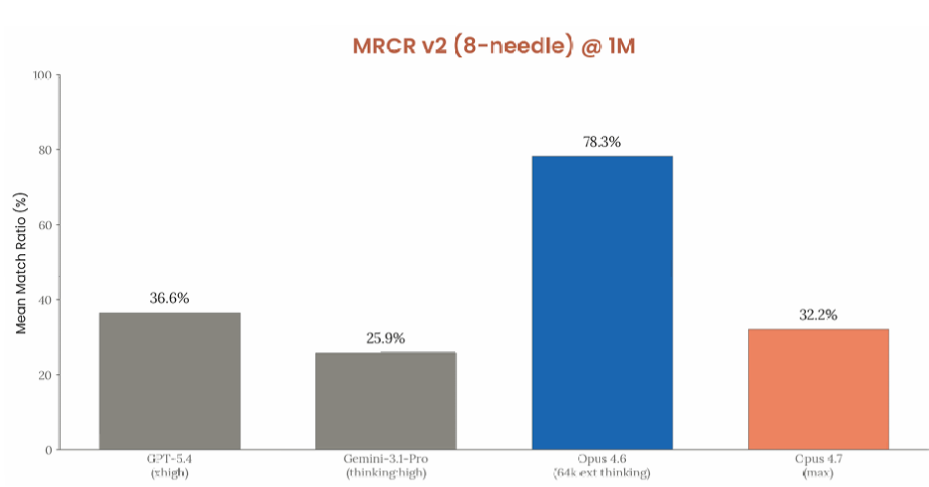 MRCR v2 (8-needle) @ 1M
Mean Match Ratio (%)
100
80
60
40
20
0
36.6%
25.9%
78.3%
32.2%
GPT-5.4
(xhigh)
Gemini-3.1-Pro
(thinking:high)
Opus 4.6
(64k ext thinking)
Opus 4.7
(max)